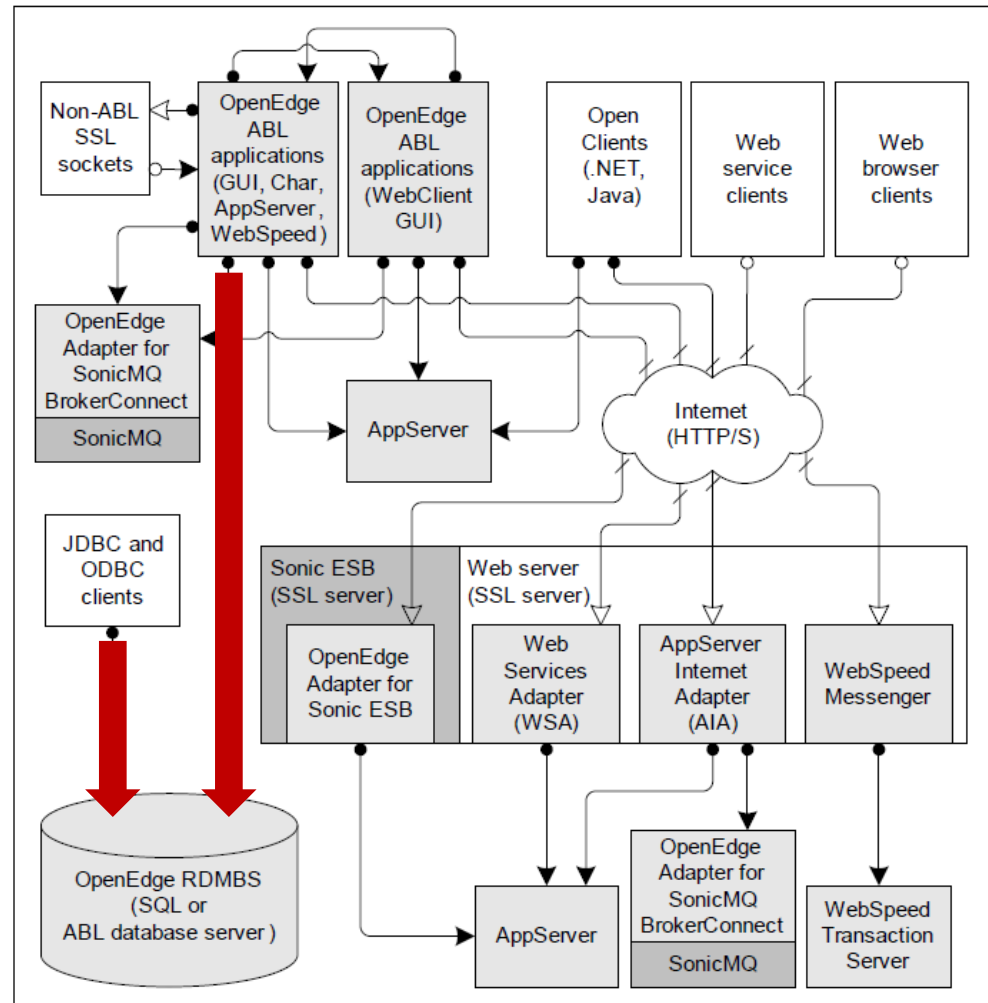 Non-ABL
SSL
sockets
OpenEdge
ABL
applications
(GUI, Char,
AppServer,
WebSpeed)
OpenEdge
ABL
applications
(WebClient
GUI)
Open
Clients
(.NET,
Java)
Web
service
clients
Web
browser
clients
OpenEdge
Adapter for
SonicMQ
BrokerConnect
SonicMQ
AppServer
Internet
(HTTP/S)
JDBC and
ODBC
clients
Sonic ESB
(SSL server)
Web server
(SSL server)
OpenEdge
Adapter for
Sonic ESB
Web
Services
Adapter
(WSA)
AppServer
Internet
Adapter
(AIA)
WebSpeed
Messenger
OpenEdge RDMBS
(SQL or
ABL database server)
AppServer
OpenEdge
Adapter for
SonicMQ
BrokerConnect
SonicMQ
WebSpeed
Transaction
Server